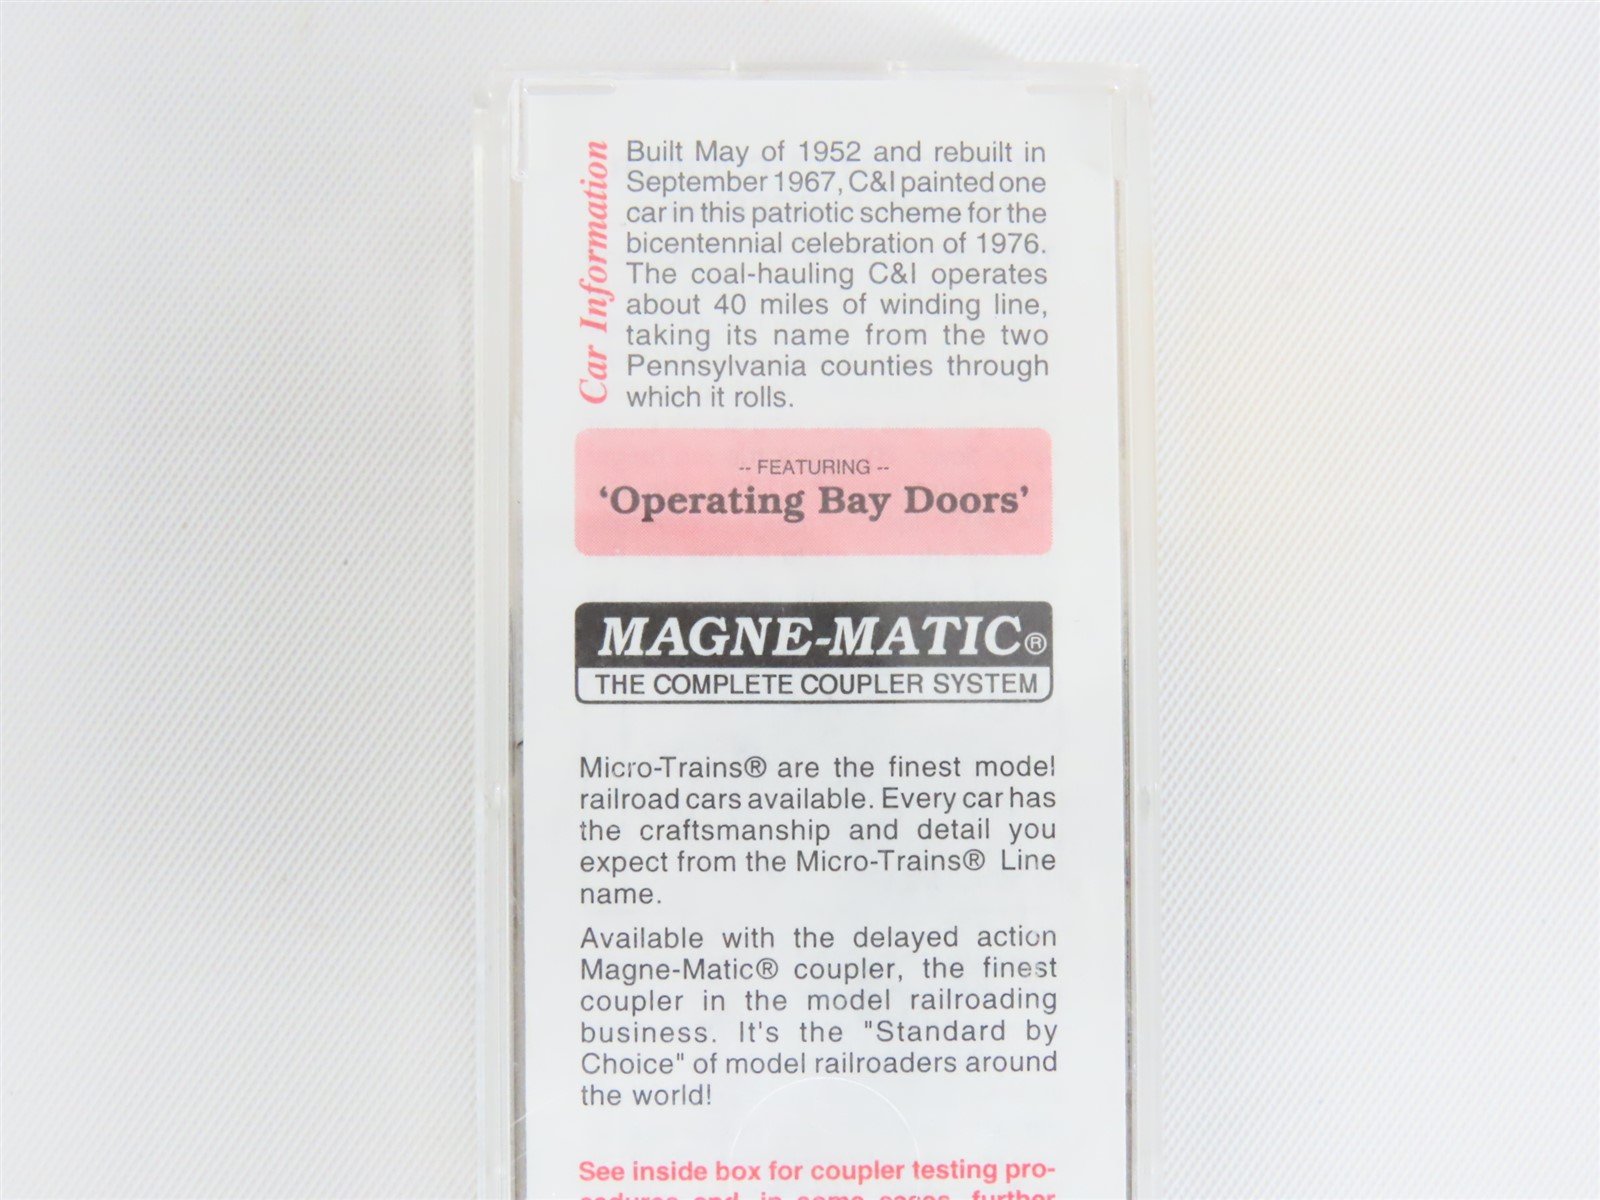 Car Information
Built May of 1952 and rebuilt in
September 1967, C&I painted one
car in this patriotic scheme for the
bicentennial celebration of 1976.
The coal-hauling C&I operates
about 40 miles of winding line,
taking its name from the two
Pennsylvania counties through
which it rolls.
-- FEATURING --
‘Operating Bay Doors’
MAGNE-MATIC®
THE COMPLETE COUPLER SYSTEM
Micro-Trains® are the finest model
railroad cars available. Every car has
the craftsmanship and detail you
expect from the Micro-Trains® Line
name.
Available with the delayed action
Magne-Matic® coupler, the finest
coupler in the model railroading
business. It's the "Standard by
Choice" of model railroaders around
the world!
See inside box for coupler testing pro-
cedures and, in some cases, further